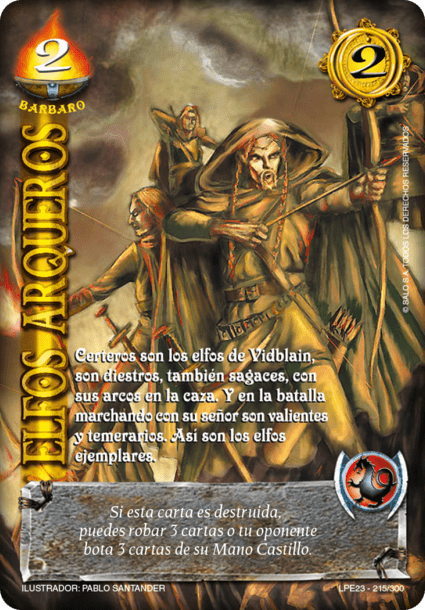 2
BARBARO
2
ELFOS ARQUEROS
© SALO S.A. TODOS LOS DERECHOS RESERVADOS
Certeros son los elfos de Vidblain,
son diestros, también sagaces, con
sus arcos en la caza. Y en la batalla
marchando con su señor son valientes
y temerarios. Así son los elfos
ejemplares.
Si esta carta es destruída,
puedes robar 3 cartas o tu oponente
bota 3 cartas de su Mano Castillo.
ILUSTRADOR: PABLO SANTANDER
LPE23 - 215/300